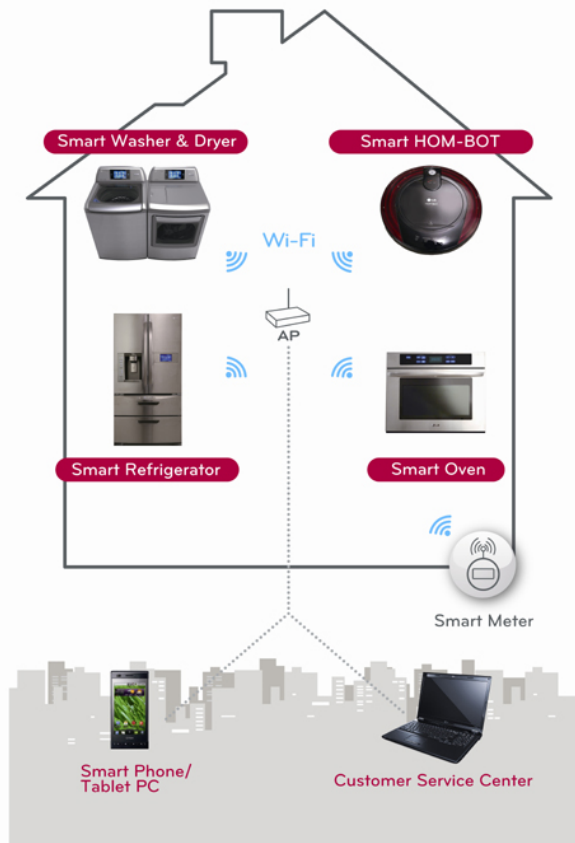 Smart Washer & Dryer
Smart HOM-BOT
Wi-Fi
AP
Smart Refrigerator
Smart Oven
Smart Meter
Smart Phone/
Tablet PC
Customer Service Center